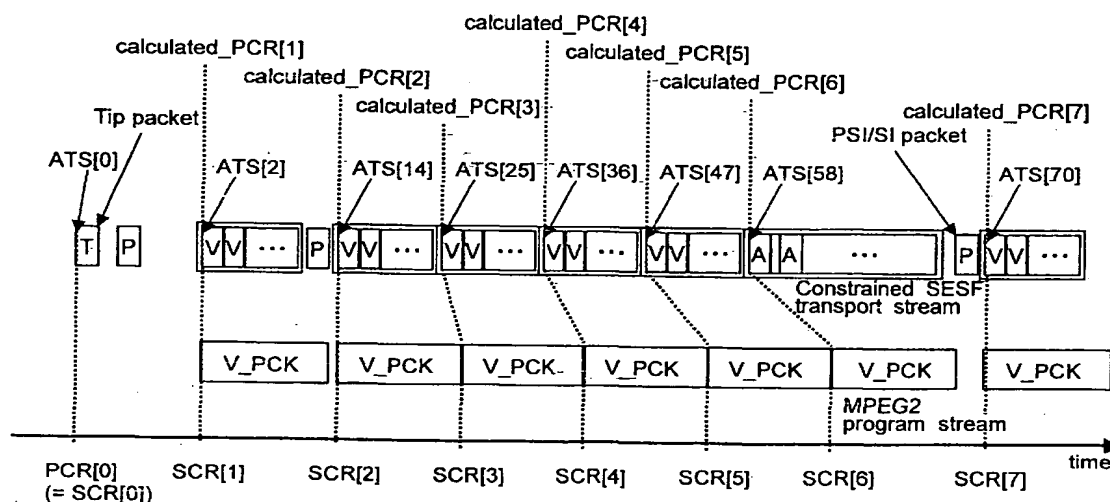 calculated_PCR[4]
calculated_PCR[1]
calculated_PCR[5]
calculated_PCR[2]
calculated_PCR[6]
calculated_PCR[3]
calculated_PCR[7]
Tip packet
PSI/SI packet
ATS[0]
ATS[2]
ATS[14]
ATS[25]
ATS[36]
ATS[47]
ATS[58]
ATS[70]
T P V V ... P V V ... V V ... V V ... V V ... A A ... P V V ...
Constrained SESF
transport stream
V_PCK V_PCK V_PCK V_PCK V_PCK V_PCK V_PCK
MPEG2
program stream
time
PCR[0] SCR[1] SCR[2] SCR[3] SCR[4] SCR[5] SCR[6] SCR[7]
(= SCR[0])